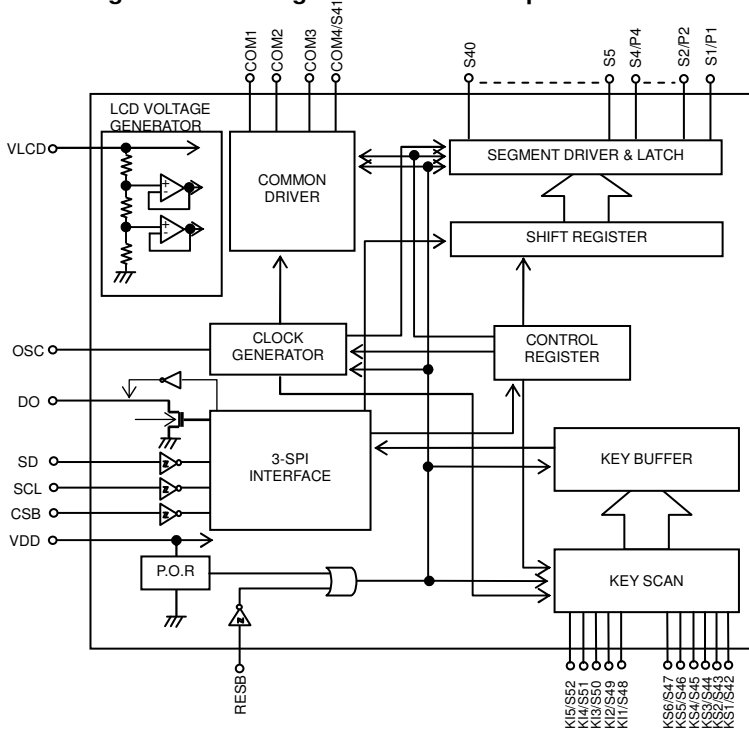 COM1
COM2
COM3
COM4/S41
S40
S5
S4/P4
S2/P2
S1/P1
LCD VOLTAGE
GENERATOR
VLCD
COMMON
DRIVER
SEGMENT DRIVER & LATCH
SHIFT REGISTER
OSC
CLOCK
GENERATOR
CONTROL
REGISTER
DO
SD
SCL
CSB
VDD
3-SPI
INTERFACE
KEY BUFFER
P.O.R
KEY SCAN
RESB
KI5/S52
KI4/S51
KI3/S50
KI2/S49
KI1/S48
KS6/S47
KS5/S46
KS4/S45
KS3/S44
KS2/S43
KS1/S42